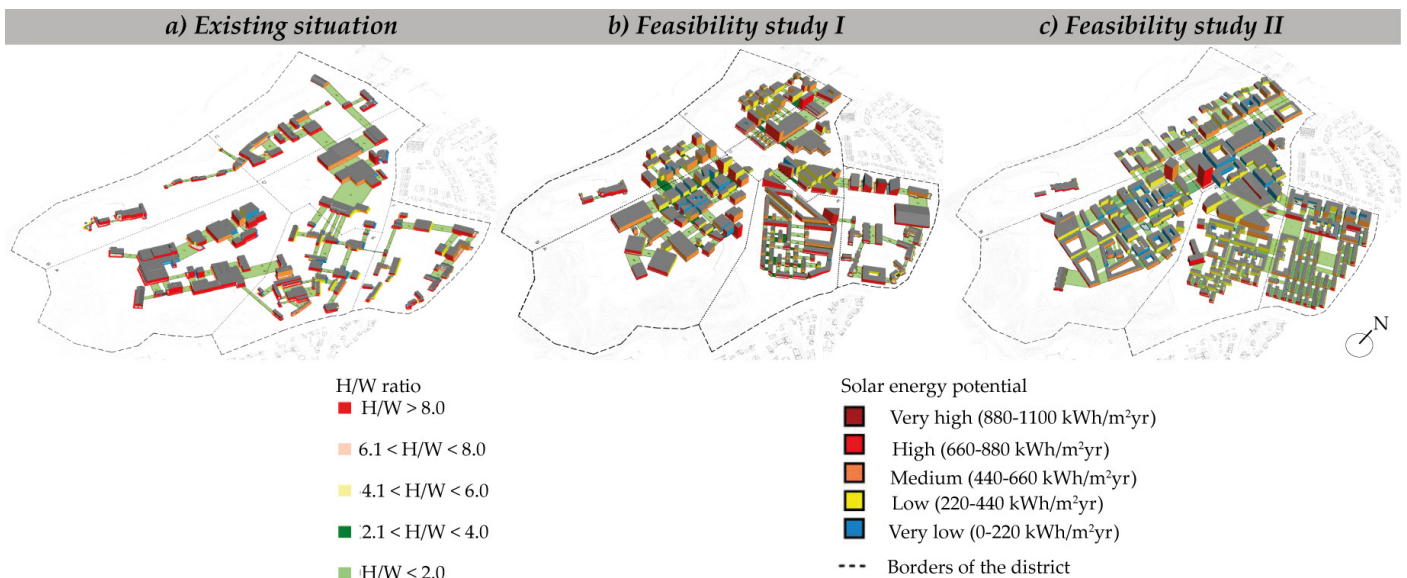 a) Existing situation
b) Feasibility study I
c) Feasibility study II
N
H/W ratio
H/W > 8.0
6.1 < H/W < 8.0
4.1 < H/W < 6.0
2.1 < H/W < 4.0
H/W < 2.0
Solar energy potential
Very high (880-1100 kWh/m²yr)
High (660-880 kWh/m²yr)
Medium (440-660 kWh/m²yr)
Low (220-440 kWh/m²yr)
Very low (0-220 kWh/m²yr)
Borders of the district